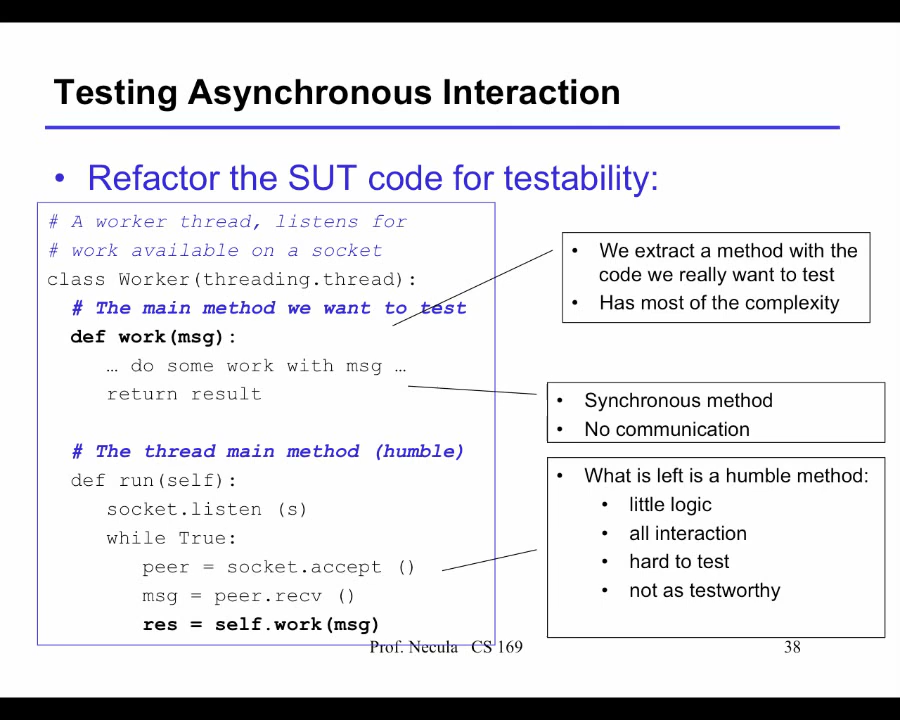 Testing Asynchronous Interaction
• Refactor the SUT code for testability:
# A worker thread, listens for
# work available on a socket
class Worker(threading.thread):
# The main method we want to test
def work(msg):
… do some work with msg …
return result
# The thread main method (humble)
def run(self):
socket.listen (s)
while True:
peer = socket.accept ()
msg = peer.recv ()
res = self.work(msg)
• We extract a method with the
code we really want to test
• Has most of the complexity
• Synchronous method
• No communication
• What is left is a humble method:
• little logic
• all interaction
• hard to test
• not as testworthy
Prof. Necula CS 169
38